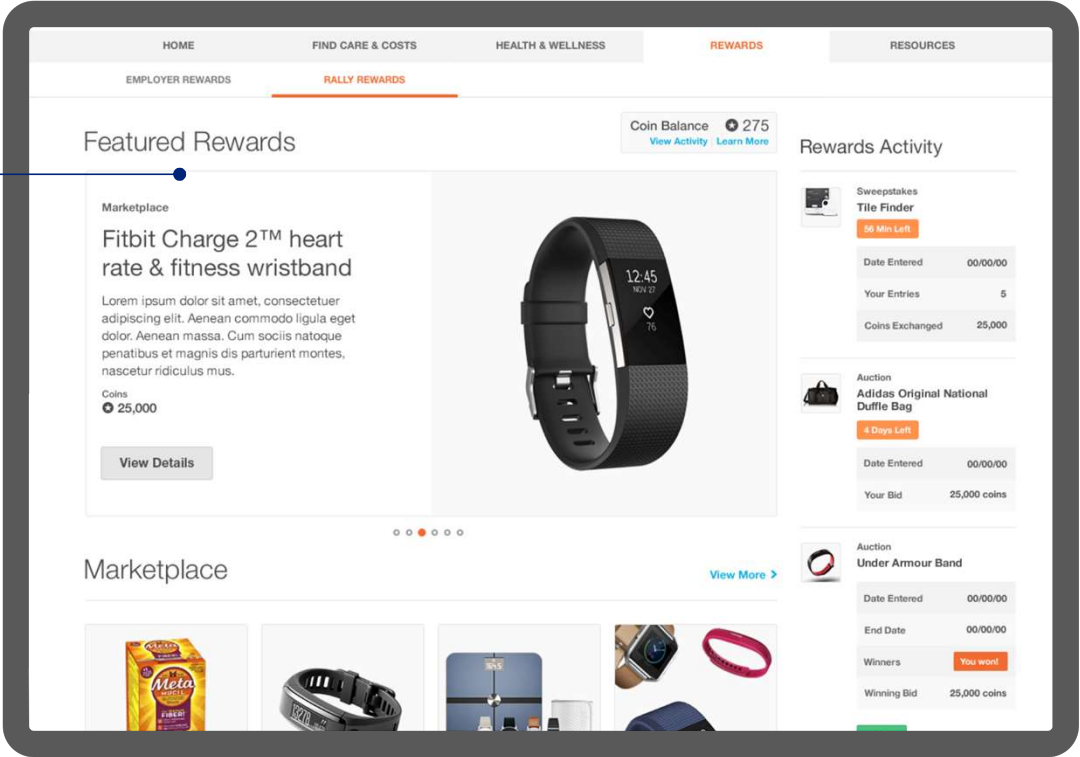 HOME
FIND CARE & COSTS
HEALTH & WELLNESS
REWARDS
RESOURCES
EMPLOYER REWARDS
RALLY REWARDS
Featured Rewards
Coin Balance 275
View Activity Learn More
Marketplace
Fitbit Charge 2™ heart
rate & fitness wristband
Lorem ipsum dolor sit amet, consectetuer
adipiscing elit. Aenean commodo ligula eget
dolor. Aenean massa. Cum sociis natoque
penatibus et magnis dis parturient montes,
nascetur ridiculus mus.
Coins
25,000
View Details
12:45
NOV 27
76
Marketplace
View More
Meta
Meta
MUCIL
FIBER!
Rewards Activity
Sweepstakes
Tile Finder
56 Min Left
Date Entered 00/00/00
Your Entries 5
Coins Exchanged 25,000
Auction
Adidas Original National
Duffle Bag
4 Days Left
Date Entered 00/00/00
Your Bid 25,000 coins
Auction
Under Armour Band
Date Entered 00/00/00
End Date 00/00/00
Winners You won!
Winning Bid 25,000 coins